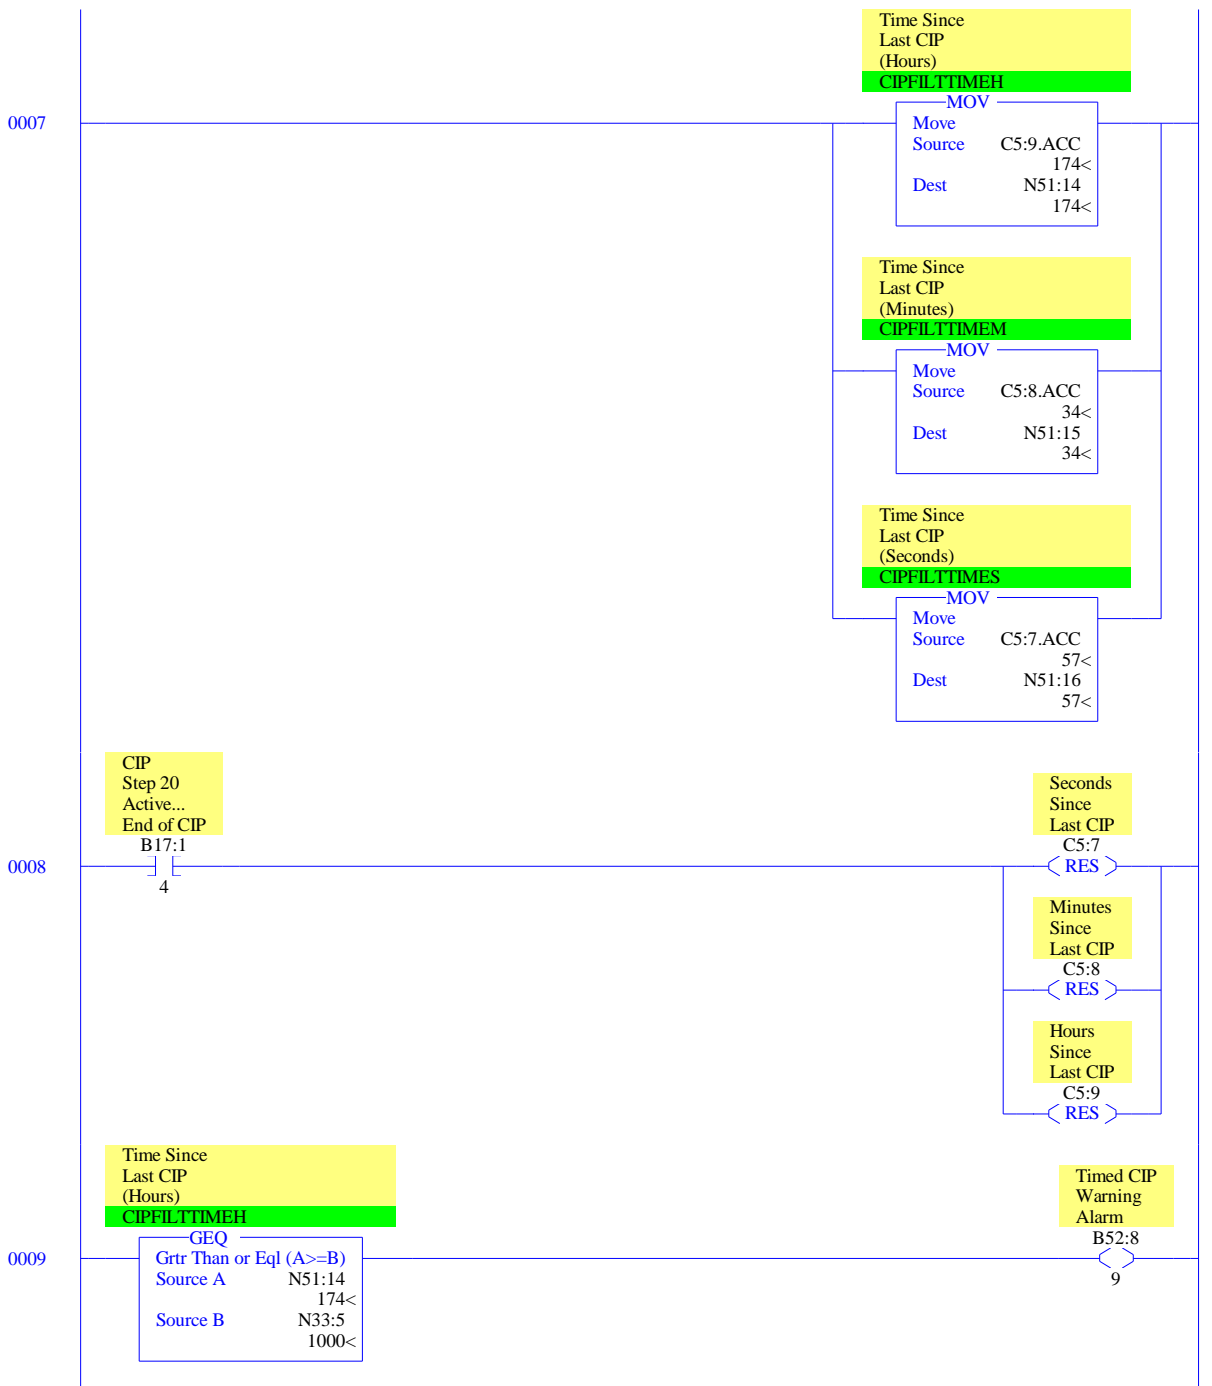 Time Since
Last CIP
(Hours)
CIPFILTTIMEH
MOV
0007
Move
Source C5:9.ACC
174<
Dest N51:14
174<
Time Since
Last CIP
(Minutes)
CIPFILTTIMEM
MOV
Move
Source C5:8.ACC
34<
Dest N51:15
34<
Time Since
Last CIP
(Seconds)
CIPFILTTIMES
MOV
Move
Source C5:7.ACC
57<
Dest N51:16
57<
CIP
Step 20
Active...
End of CIP
B17:1
4
0008
Seconds
Since
Last CIP
C5:7
RES
Minutes
Since
Last CIP
C5:8
RES
Hours
Since
Last CIP
C5:9
RES
Time Since
Last CIP
(Hours)
CIPFILTTIMEH
GEQ
0009
Grtr Than or Eql (A>=B)
Source A N51:14
174<
Source B N33:5
1000<
Timed CIP
Warning
Alarm
B52:8
9